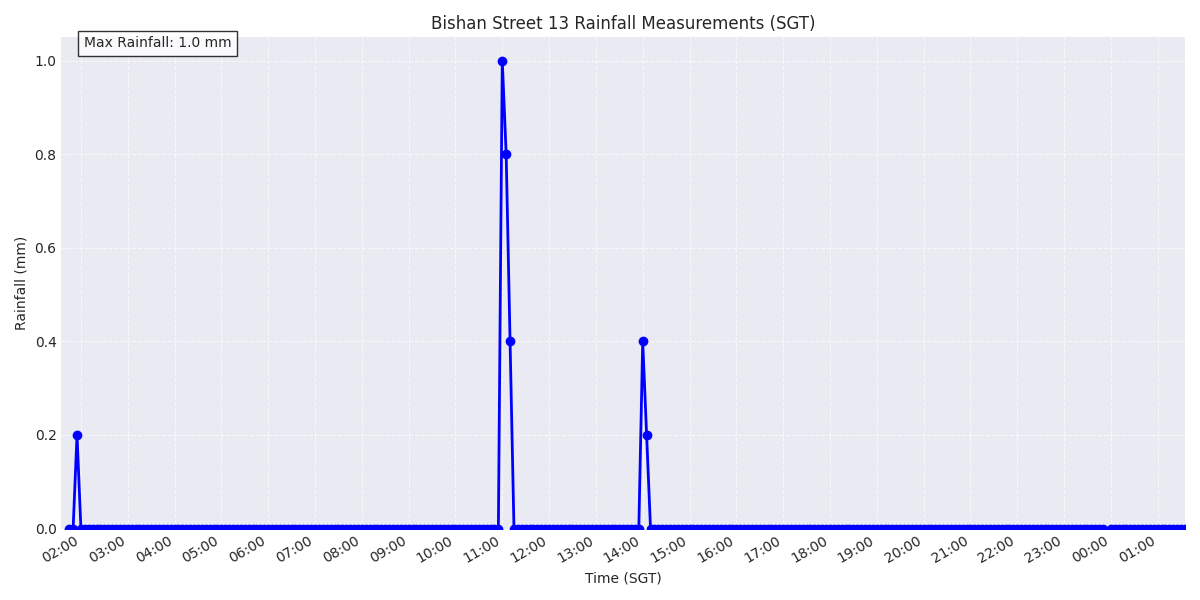 Bishan Street 13 Rainfall Measurements (SGT)
Max Rainfall: 1.0 mm
1.0
0.8
0.6
0.4
0.2
0.0
Rainfall (mm)
02:00 03:00 04:00 05:00 06:00 07:00 08:00 09:00 10:00 11:00 12:00 13:00 14:00 15:00 16:00 17:00 18:00 19:00 20:00 21:00 22:00 23:00 00:00 01:00
Time (SGT)